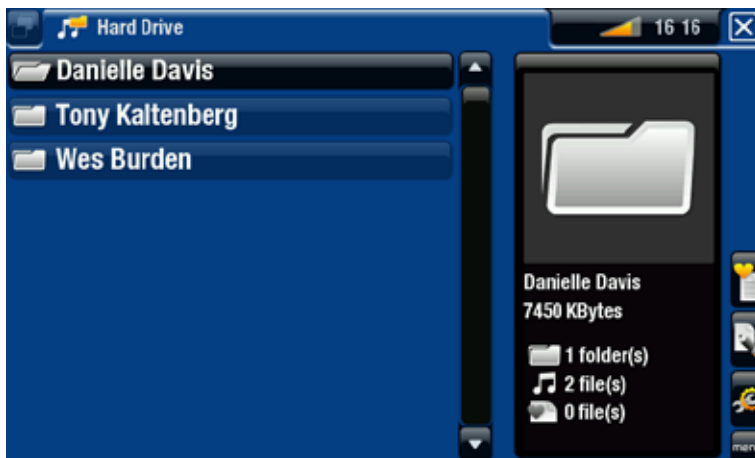 Hard Drive
16 16
Danielle Davis
Tony Kaltenberg
Wes Burden
Danielle Davis
7450 KBytes
1 folder(s)
2 file(s)
0 file(s)